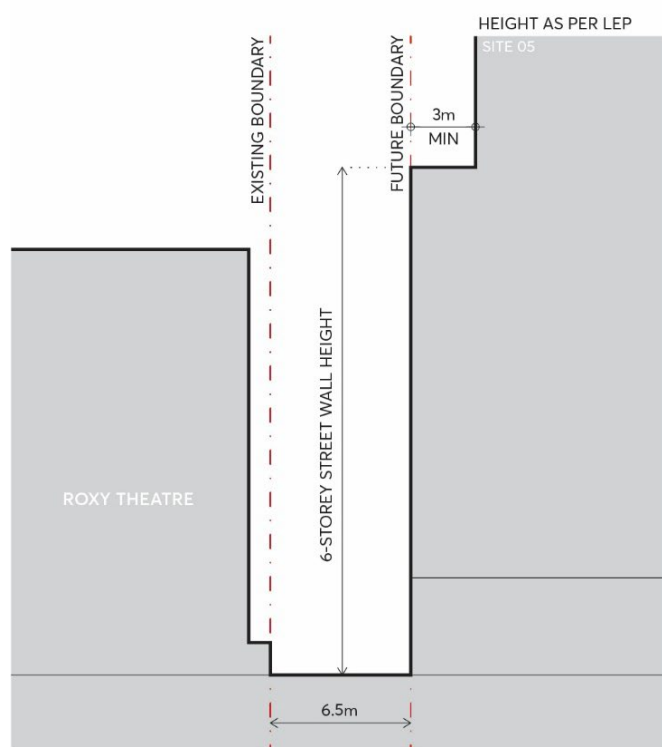 HEIGHT AS PER LEP
SITE 05
EXISTING BOUNDARY
FUTURE BOUNDARY
3m
MIN
6-STOREY STREET WALL HEIGHT
ROXY THEATRE
6.5m